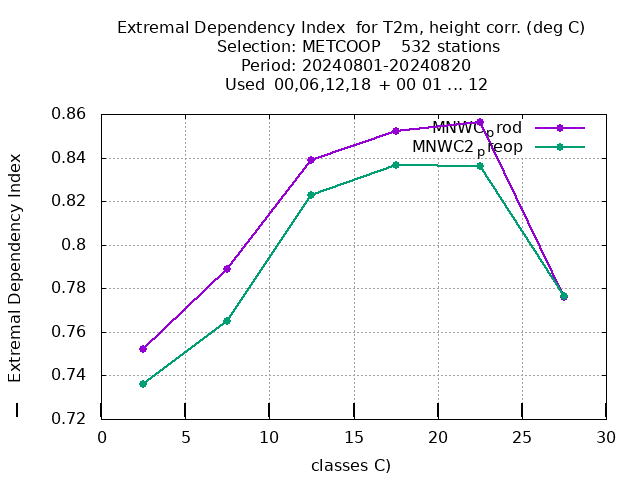 Extremal Dependency Index for T2m, height corr. (deg C)
Selection: METCOOP 532 stations
Period: 20240801-20240820
Used 00,06,12,18 + 00 01 ... 12
MNWC_prod
MNWC2_preop
0.86
0.84
0.82
0.8
0.78
0.76
0.74
0.72
0 5 10 15 20 25 30
classes C)
— Extremal Dependency Index